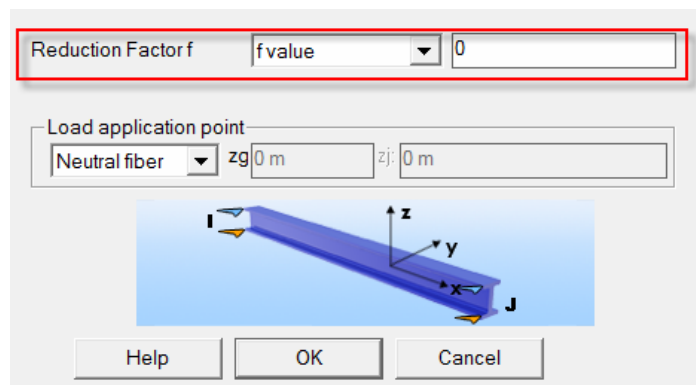 Reduction Factor f f value 0
Load application point
Neutral fiber zg 0 m zj: 0 m
I z
y
x
J
Help OK Cancel